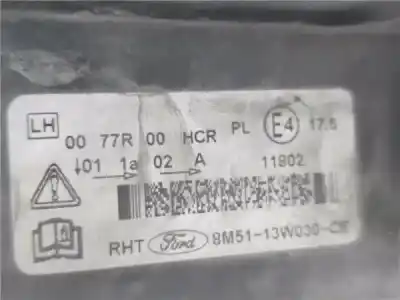 LH
00 77R 00 HCR PL E4 17.5
01 1a 02 A 11802
RHT Ford 8M51-13W030-